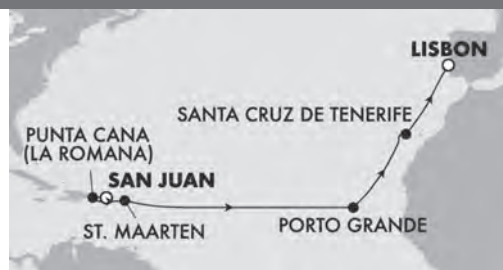 LISBON
SANTA CRUZ DE TENERIFE
PUNTA CANA
(LA ROMANA)
SAN JUAN
ST. MAARTEN
PORTO GRANDE